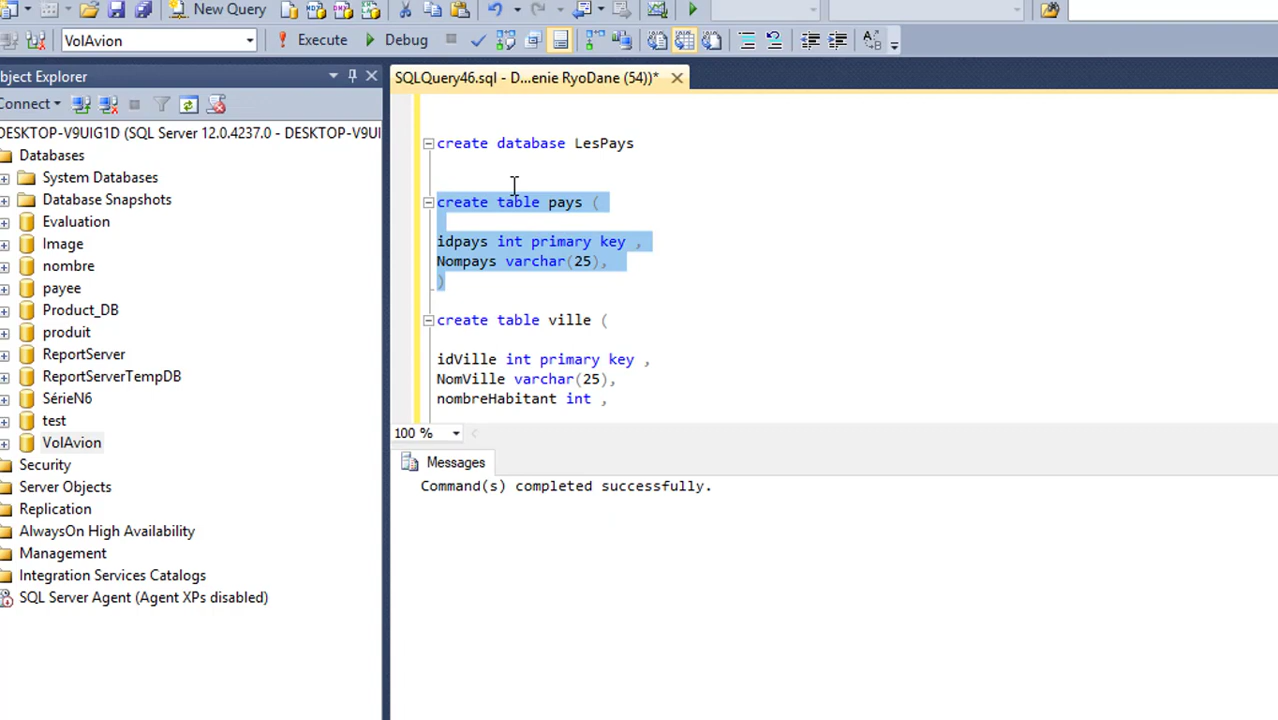 New Query
VolAvion
Execute
Debug
bject Explorer
SQLQuery46.sql - D...enie RyoDane (54))*
Connect
DESKTOP-V9UIG1D (SQL Server 12.0.4237.0 - DESKTOP-V9UI
Databases
System Databases
Database Snapshots
Evaluation
Image
nombre
payee
Product_DB
produit
ReportServer
ReportServerTempDB
SérieN6
test
VolAvion
Security
Server Objects
Replication
AlwaysOn High Availability
Management
Integration Services Catalogs
SQL Server Agent (Agent XPs disabled)
create database LesPays
create table pays (
idpays int primary key ,
Nompays varchar(25),
)
create table ville (
idVille int primary key ,
NomVille varchar(25),
nombreHabitant int ,
100 %
Messages
Command(s) completed successfully.